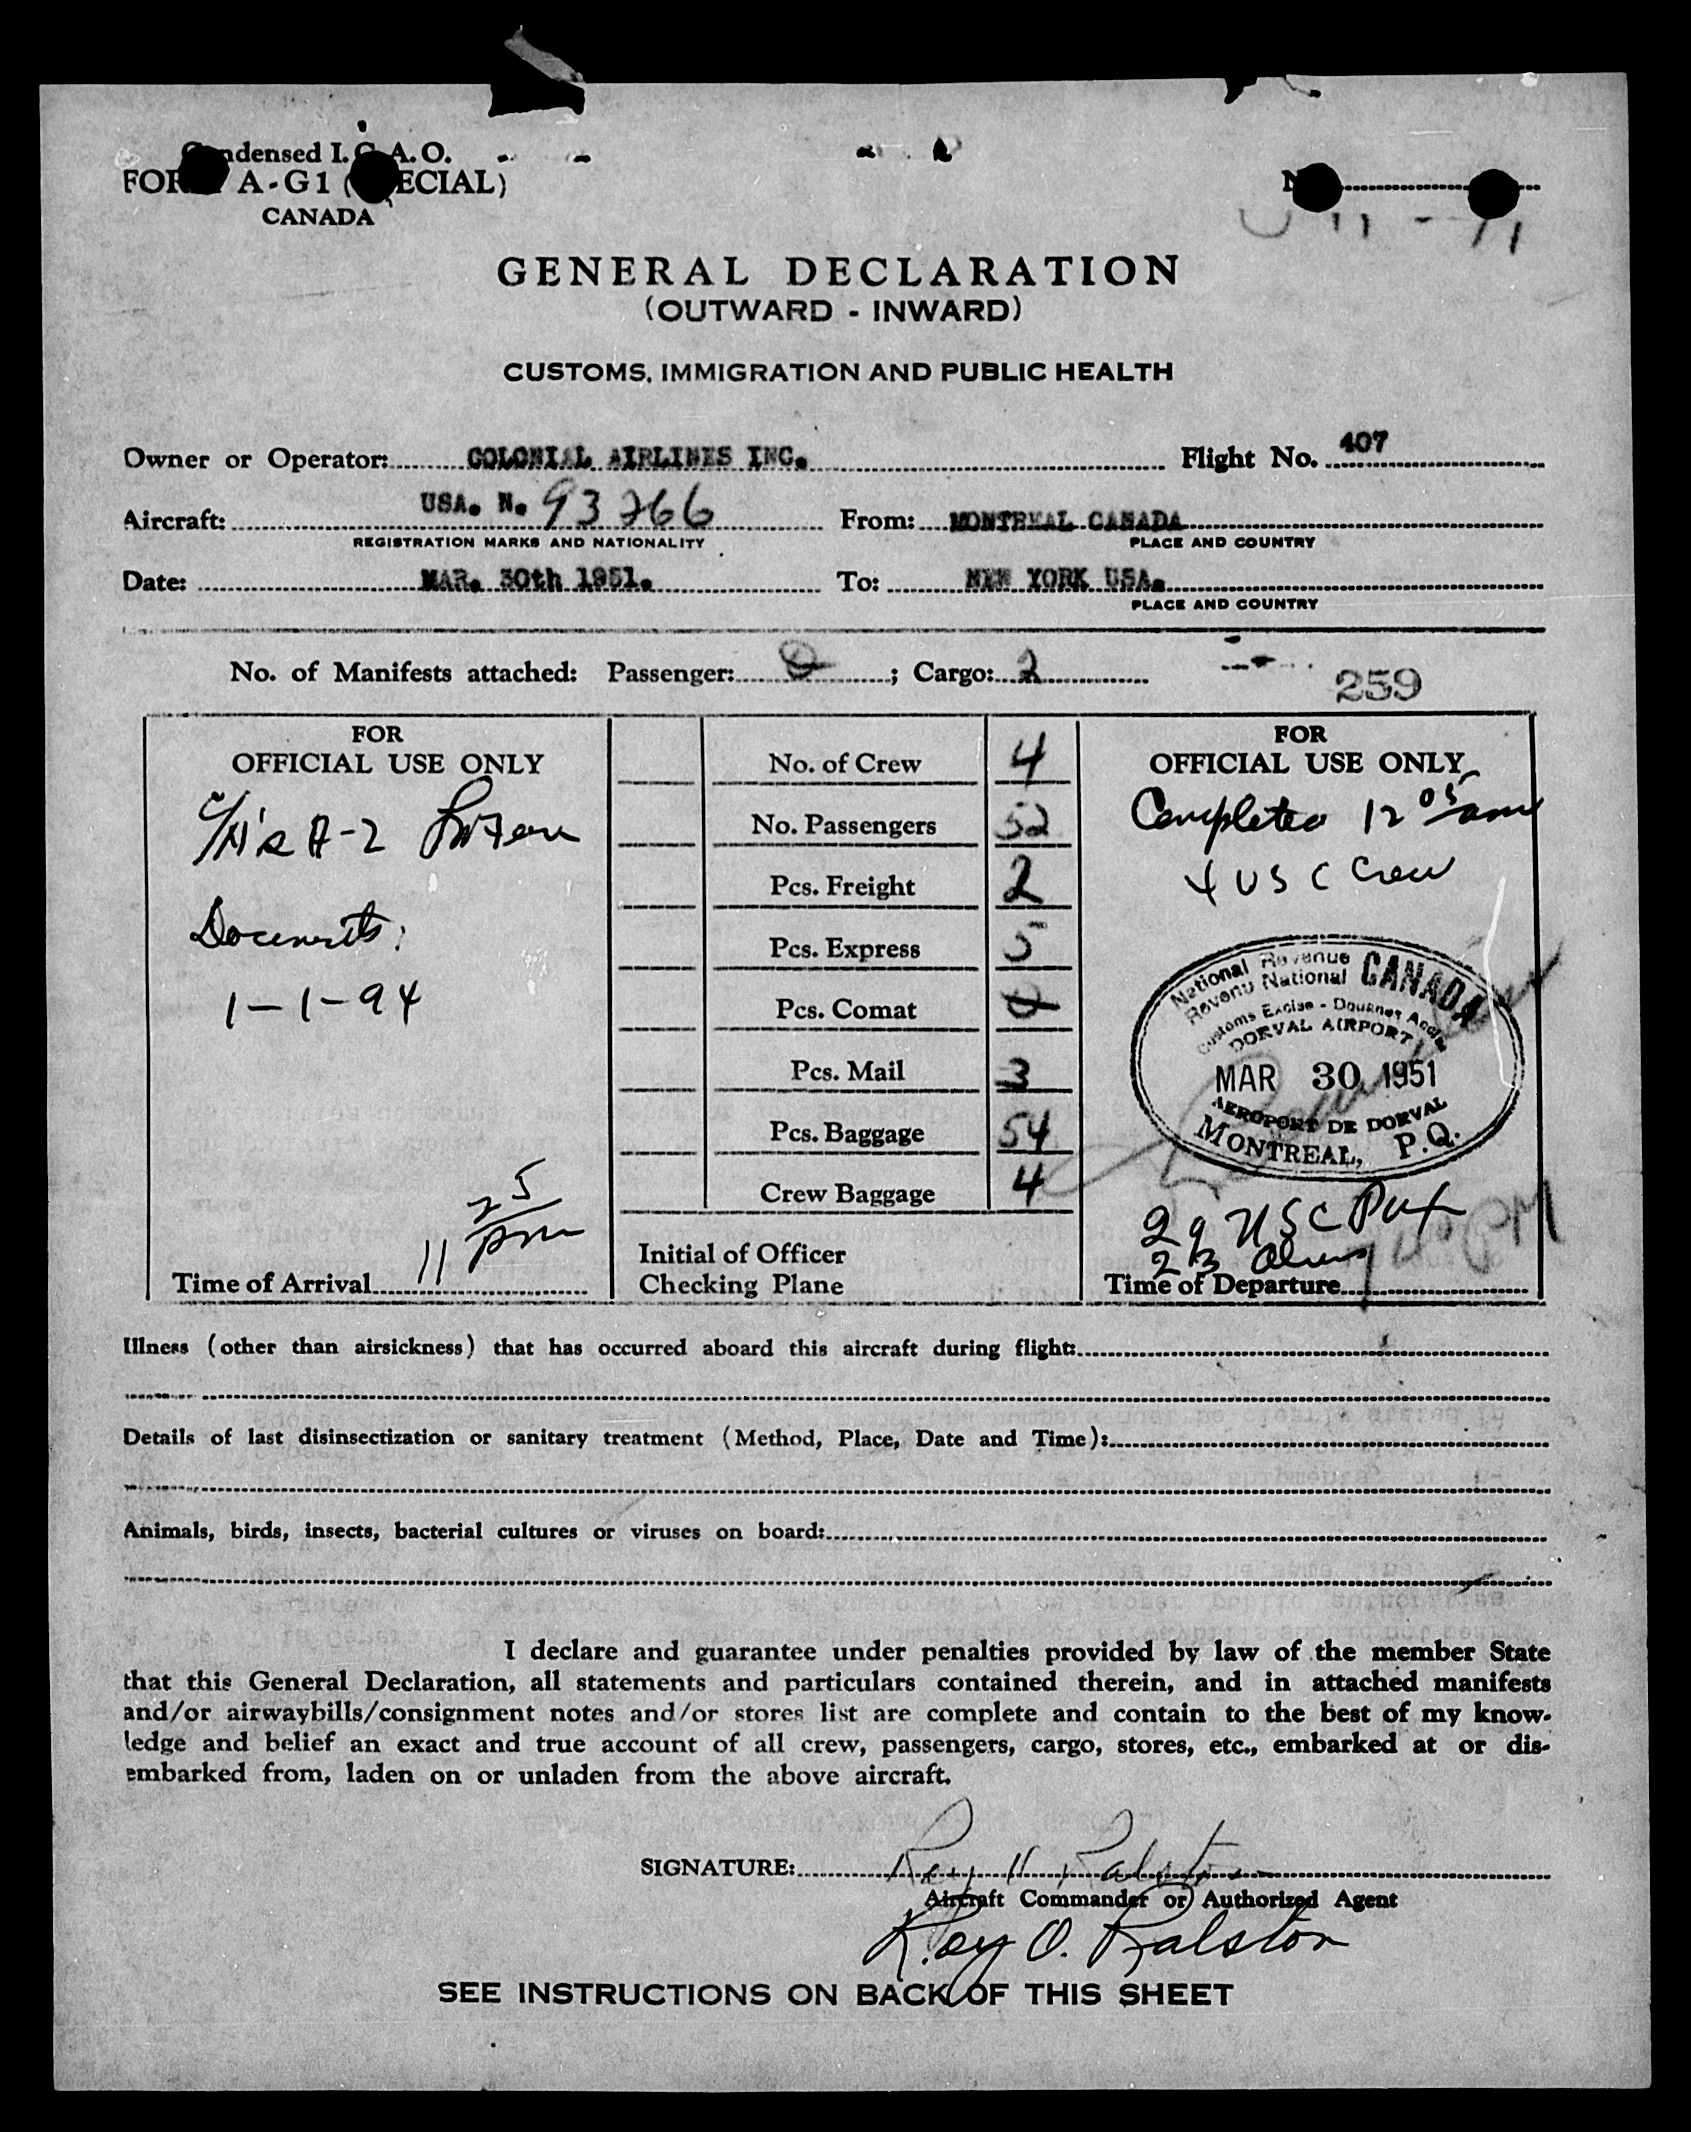 Condensed I.C.A.O.
FORM A-G1 (SPECIAL)
CANADA
GENERAL DECLARATION
(OUTWARD - INWARD)
CUSTOMS, IMMIGRATION AND PUBLIC HEALTH
Owner or Operator: COLONIAL AIRLINES INC. Flight No. 407
Aircraft: USA. N. 93766 From: MONTREAL CANADA
REGISTRATION MARKS AND NATIONALITY PLACE AND COUNTRY
Date: MAR. 30th 1951. To: NEW YORK USA.
PLACE AND COUNTRY
No. of Manifests attached: Passenger: 0; Cargo: 2
259
FOR
OFFICIAL USE ONLY
A-2
Documents:
1-1-94
11 25 pm
Time of Arrival
No. of Crew 4
No. Passengers 52
Pcs. Freight 2
Pcs. Express 5
Pcs. Comat 0
Pcs. Mail 3
Pcs. Baggage 54
Crew Baggage 4
Initial of Officer
Checking Plane
FOR
OFFICIAL USE ONLY
Completed 12 05 am
4 USC Crew
National Revenue CANADA
Revenu National
Customs Excise - Douanes Accise
DORVAL AIRPORT
MAR 30 1951
AEROPORT DE DORVAL
MONTREAL, P.Q.
29 USC Pax
23 Aliens
PM
Time of Departure
Illness (other than airsickness) that has occurred aboard this aircraft during flight:
Details of last disinsectization or sanitary treatment (Method, Place, Date and Time):
Animals, birds, insects, bacterial cultures or viruses on board:
I declare and guarantee under penalties provided by law of the member State
that this General Declaration, all statements and particulars contained therein, and in attached manifests
and/or airwaybills/consignment notes and/or stores list are complete and contain to the best of my know-
ledge and belief an exact and true account of all crew, passengers, cargo, stores, etc., embarked at or dis-
embarked from, laden on or unladen from the above aircraft.
SIGNATURE: Roy Ralston
Aircraft Commander or Authorized Agent
Roy O. Ralston
SEE INSTRUCTIONS ON BACK OF THIS SHEET